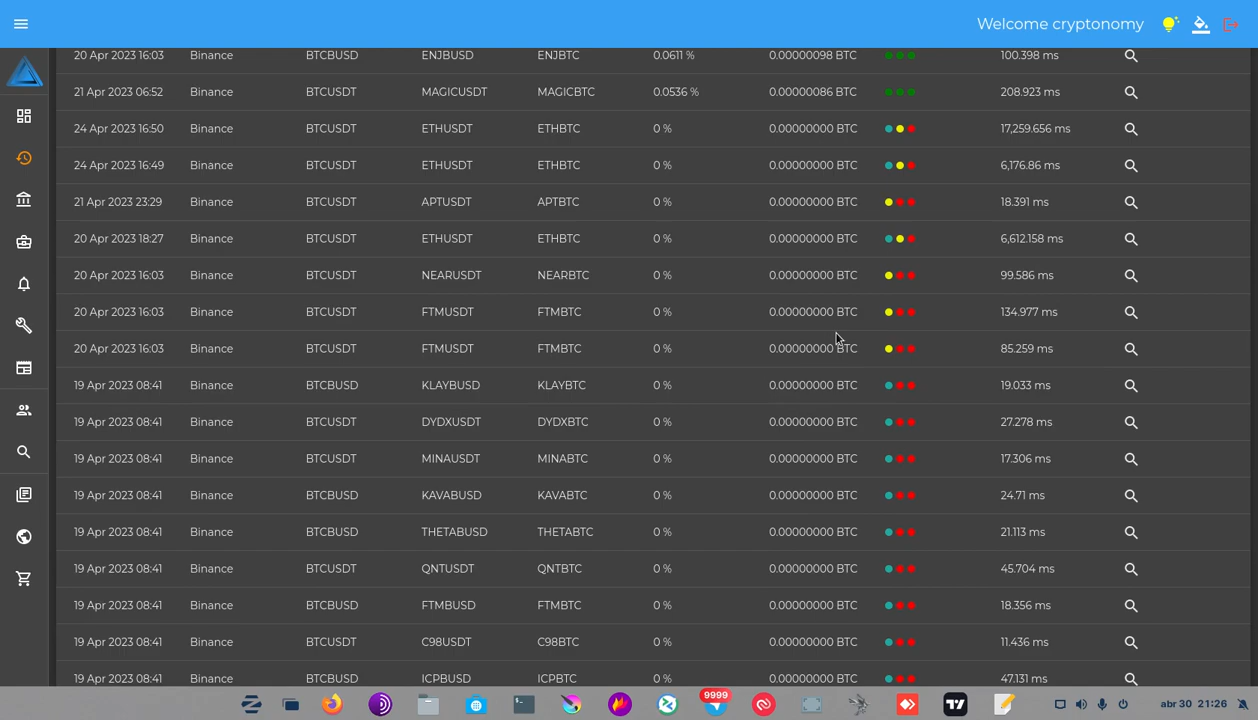 Welcome cryptonomy
20 Apr 2023 16:03 Binance BTCBUSD ENJBUSD ENJBTC 0.0611 % 0.00000098 BTC 100.398 ms
21 Apr 2023 06:52 Binance BTCUSDT MAGICUSDT MAGICBTC 0.0536 % 0.00000086 BTC 208.923 ms
24 Apr 2023 16:50 Binance BTCUSDT ETHUSDT ETHBTC 0 % 0.00000000 BTC 17,259.656 ms
24 Apr 2023 16:49 Binance BTCUSDT ETHUSDT ETHBTC 0 % 0.00000000 BTC 6,176.86 ms
21 Apr 2023 23:29 Binance BTCUSDT APTUSDT APTBTC 0 % 0.00000000 BTC 18.391 ms
20 Apr 2023 18:27 Binance BTCUSDT ETHUSDT ETHBTC 0 % 0.00000000 BTC 6,612.158 ms
20 Apr 2023 16:03 Binance BTCUSDT NEARUSDT NEARBTC 0 % 0.00000000 BTC 99.586 ms
20 Apr 2023 16:03 Binance BTCUSDT FTMUSDT FTMBTC 0 % 0.00000000 BTC 134.977 ms
20 Apr 2023 16:03 Binance BTCUSDT FTMUSDT FTMBTC 0 % 0.00000000 BTC 85.259 ms
19 Apr 2023 08:41 Binance BTCBUSD KLAYBUSD KLAYBTC 0 % 0.00000000 BTC 19.033 ms
19 Apr 2023 08:41 Binance BTCUSDT DYDXUSDT DYDXBTC 0 % 0.00000000 BTC 27.278 ms
19 Apr 2023 08:41 Binance BTCUSDT MINAUSDT MINABTC 0 % 0.00000000 BTC 17.306 ms
19 Apr 2023 08:41 Binance BTCBUSD KAVABUSD KAVABTC 0 % 0.00000000 BTC 24.71 ms
19 Apr 2023 08:41 Binance BTCBUSD THETABUSD THETABTC 0 % 0.00000000 BTC 21.113 ms
19 Apr 2023 08:41 Binance BTCUSDT QNTUSDT QNTBTC 0 % 0.00000000 BTC 45.704 ms
19 Apr 2023 08:41 Binance BTCBUSD FTMBUSD FTMBTC 0 % 0.00000000 BTC 18.356 ms
19 Apr 2023 08:41 Binance BTCUSDT C98USDT C98BTC 0 % 0.00000000 BTC 11.436 ms
19 Apr 2023 08:41 Binance BTCBUSD ICPBUSD ICPBTC 0 % 0.00000000 BTC 47.131 ms
9999
abr 30 21:26